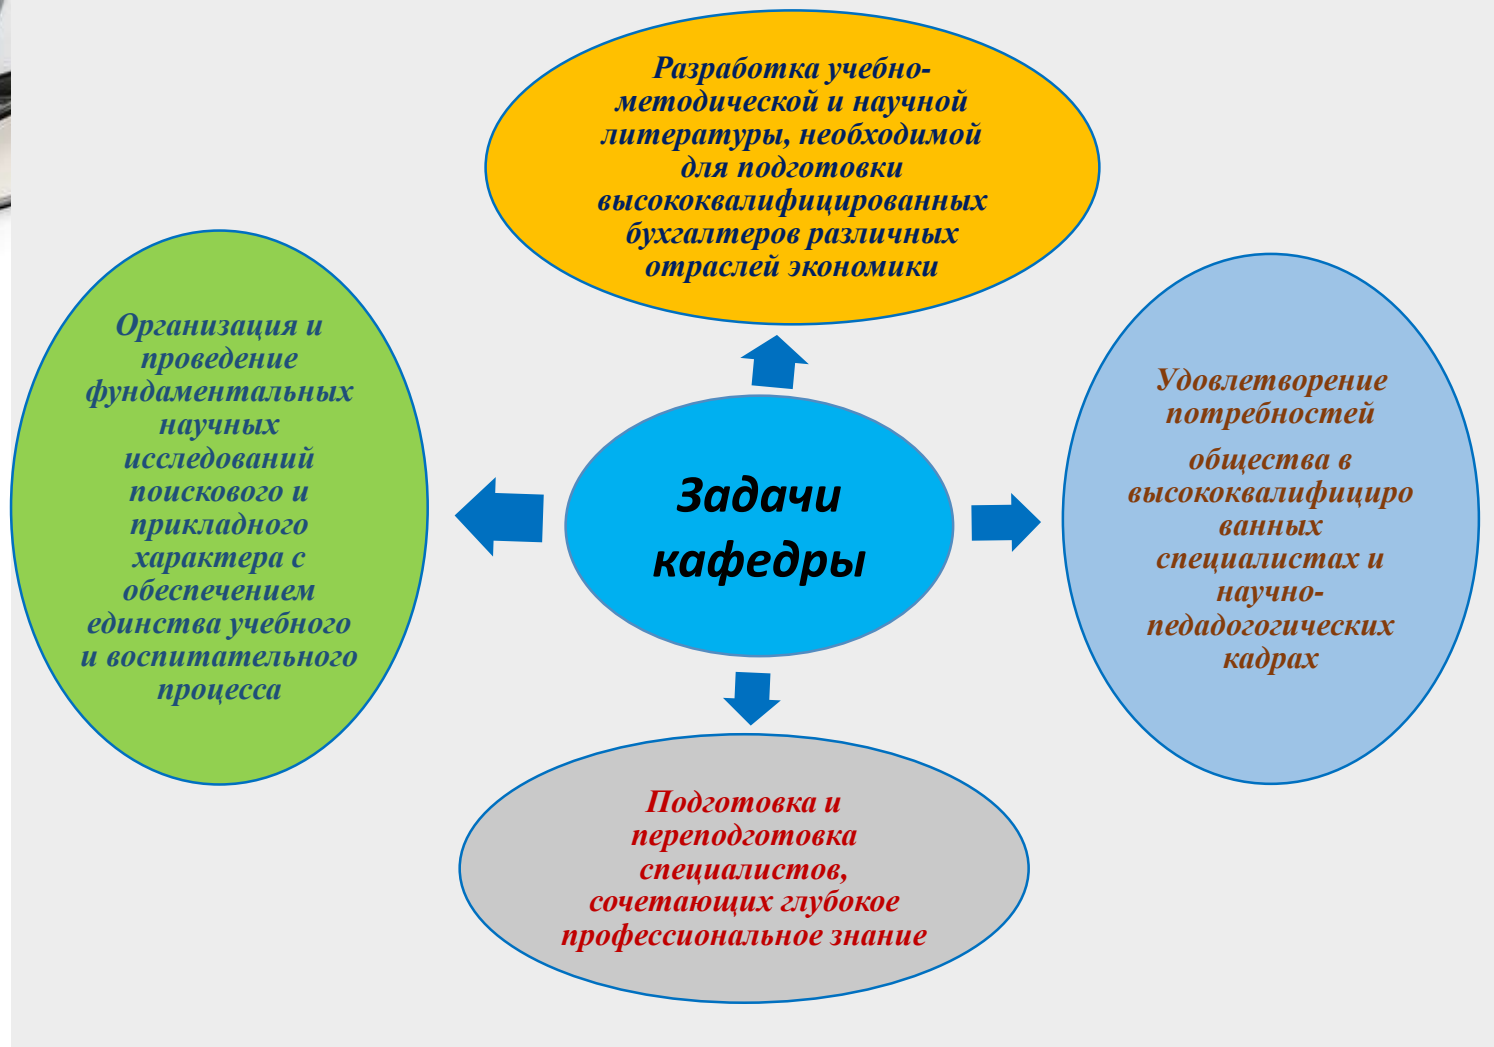 Разработка учебно-
методической и научной
литературы, необходимой
для подготовки
высококвалифицированных
бухгалтеров различных
отраслей экономики
Организация и
проведение
фундаментальных
научных
исследований
поискового и
прикладного
характера с
обеспечением
единства учебного
и воспитательного
процесса
Задачи
кафедры
Удовлетворение
потребностей
общества в
высококвалифициро
ванных
специалистах и
научно-
педадогогических
кадрах
Подготовка и
переподготовка
специалистов,
сочетающих глубокое
профессиональное знание